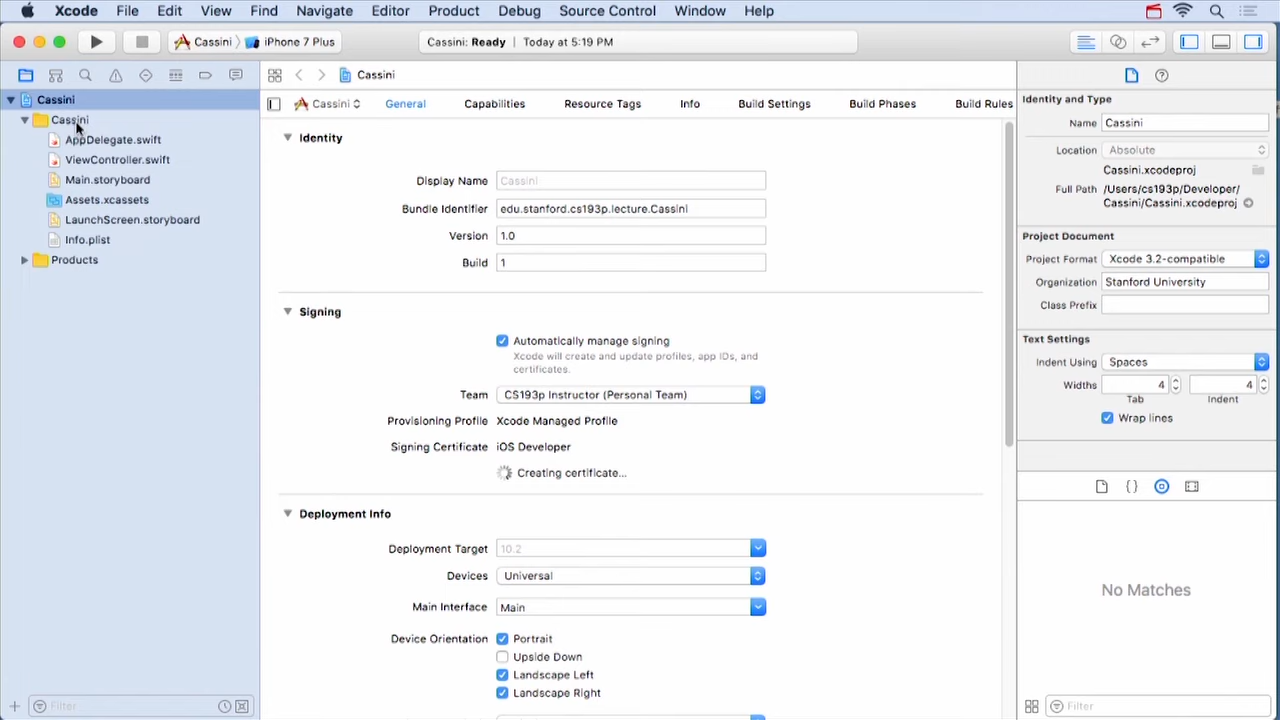 Xcode File Edit View Find Navigate Editor Product Debug Source Control Window Help
Cassini iPhone 7 Plus
Cassini: Ready | Today at 5:19 PM
Cassini
Cassini
AppDelegate.swift
ViewController.swift
Main.storyboard
Assets.xcassets
LaunchScreen.storyboard
Info.plist
Products
Filter
Cassini
Cassini General Capabilities Resource Tags Info Build Settings Build Phases Build Rules
Identity
Display Name Cassini
Bundle Identifier edu.stanford.cs193p.lecture.Cassini
Version 1.0
Build 1
Signing
Automatically manage signing
Xcode will create and update profiles, app IDs, and
certificates.
Team CS193p Instructor (Personal Team)
Provisioning Profile Xcode Managed Profile
Signing Certificate iOS Developer
Creating certificate...
Deployment Info
Deployment Target 10.2
Devices Universal
Main Interface Main
Device Orientation Portrait
Upside Down
Landscape Left
Landscape Right
Identity and Type
Name Cassini
Location Absolute
Cassini.xcodeproj
Full Path /Users/cs193p/Developer/
Cassini/Cassini.xcodeproj
Project Document
Project Format Xcode 3.2-compatible
Organization Stanford University
Class Prefix
Text Settings
Indent Using Spaces
Widths 4 4
Tab Indent
Wrap lines
{ }
No Matches
Filter